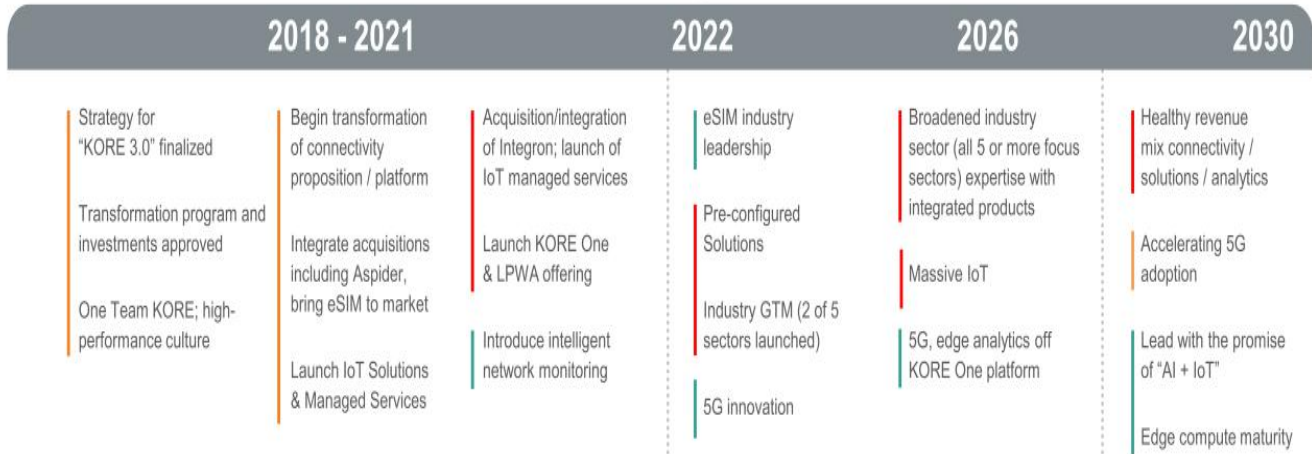 2018 - 2021
2022
2026
2030
Strategy for
“KORE 3.0” finalized
Transformation program and
investments approved
One Team KORE; high-
performance culture
Begin transformation
of connectivity
proposition / platform
Integrate acquisitions
including Aspider,
bring eSIM to market
Launch IoT Solutions
& Managed Services
Acquisition/integration
of Integron; launch of
IoT managed services
Launch KORE One
& LPWA offering
Introduce intelligent
network monitoring
eSIM industry
leadership
Pre-configured
Solutions
Industry GTM (2 of 5
sectors launched)
5G innovation
Broadened industry
sector (all 5 or more focus
sectors) expertise with
integrated products
Massive IoT
5G, edge analytics off
KORE One platform
Healthy revenue
mix connectivity /
solutions / analytics
Accelerating 5G
adoption
Lead with the promise
of “AI + IoT”
Edge compute maturity